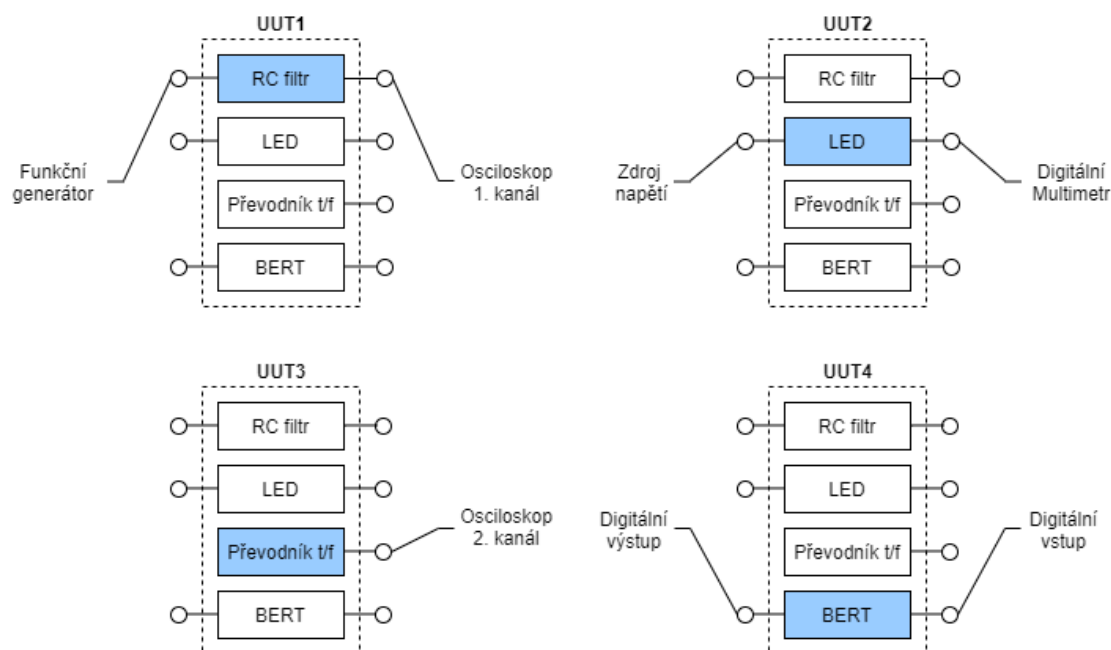 UUT1
RC filtr
LED
Převodník t/f
BERT
Funkční
generátor
Osciloskop
1. kanál
UUT2
RC filtr
LED
Převodník t/f
BERT
Zdroj
napětí
Digitální
Multimetr
UUT3
RC filtr
LED
Převodník t/f
BERT
Osciloskop
2. kanál
UUT4
RC filtr
LED
Převodník t/f
BERT
Digitální
výstup
Digitální
vstup